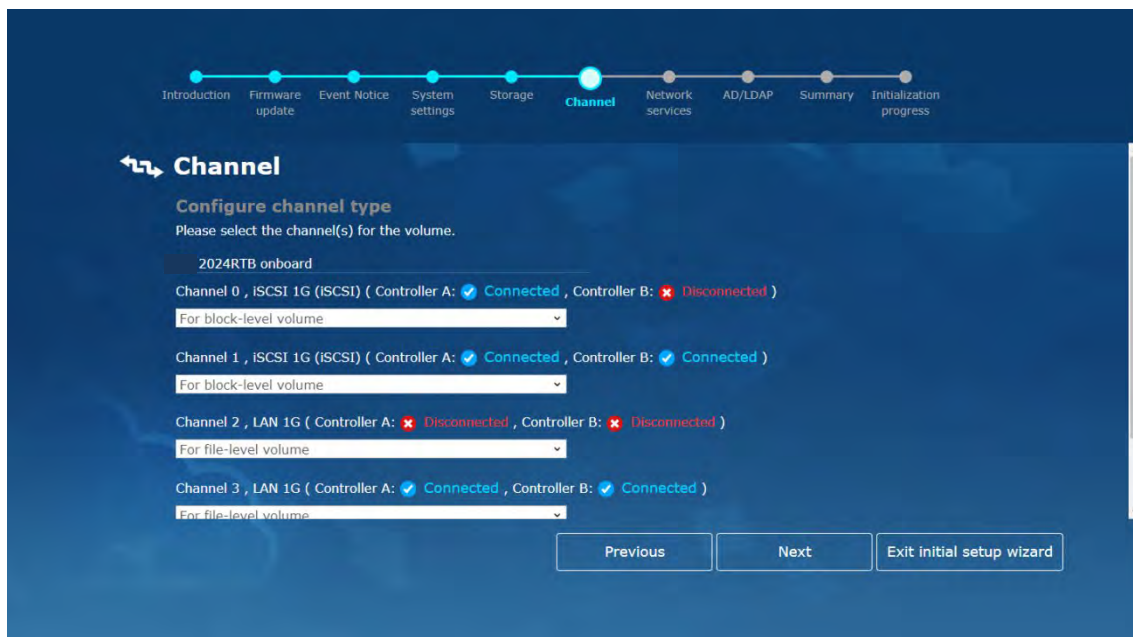 Introduction
Firmware update
Event Notice
System settings
Storage
Channel
Network services
AD/LDAP
Summary
Initialization progress
Channel
Configure channel type
Please select the channel(s) for the volume.
2024RTB onboard
Channel 0 , iSCSI 1G (iSCSI) ( Controller A: Connected , Controller B: Disconnected )
For block-level volume
Channel 1 , iSCSI 1G (iSCSI) ( Controller A: Connected , Controller B: Connected )
For block-level volume
Channel 2 , LAN 1G ( Controller A: Disconnected , Controller B: Disconnected )
For file-level volume
Channel 3 , LAN 1G ( Controller A: Connected , Controller B: Connected )
For file-level volume
Previous
Next
Exit initial setup wizard